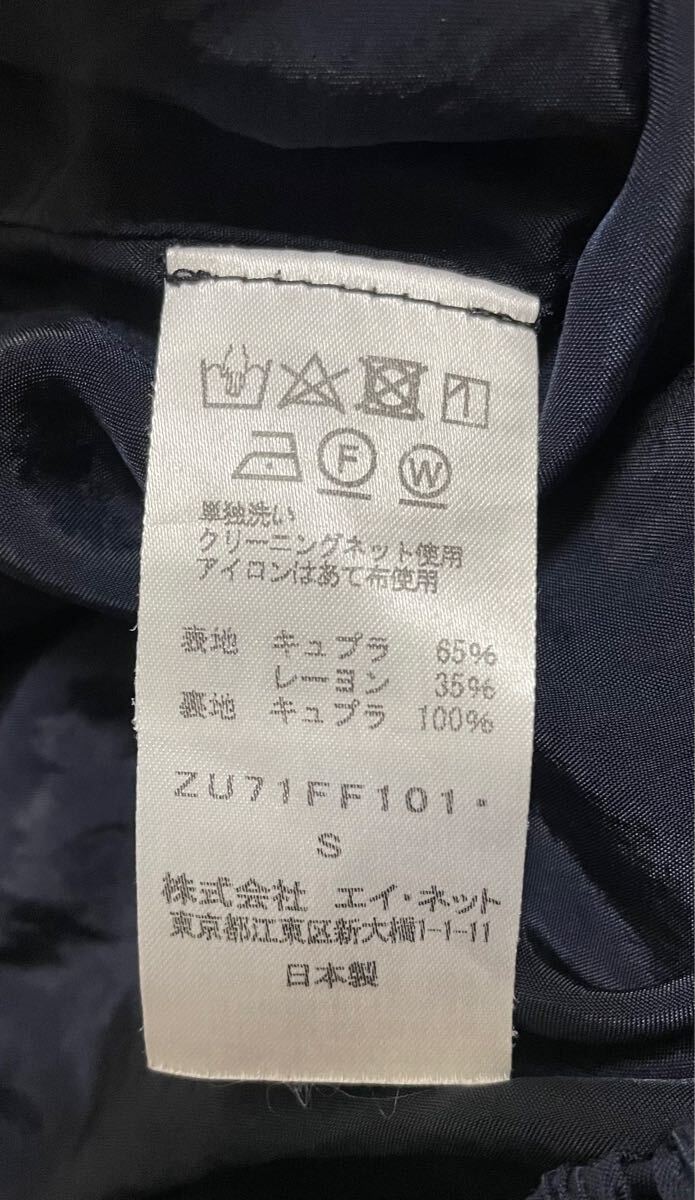 F W
単独洗い
クリーニングネット使用
アイロンはあて布使用
表地 キュプラ 65%
レーヨン 35%
裏地 キュプラ 100%
ZU71FF101・
S
株式会社 エイ・ネット
東京都江東区新大橋1-1-11
日本製